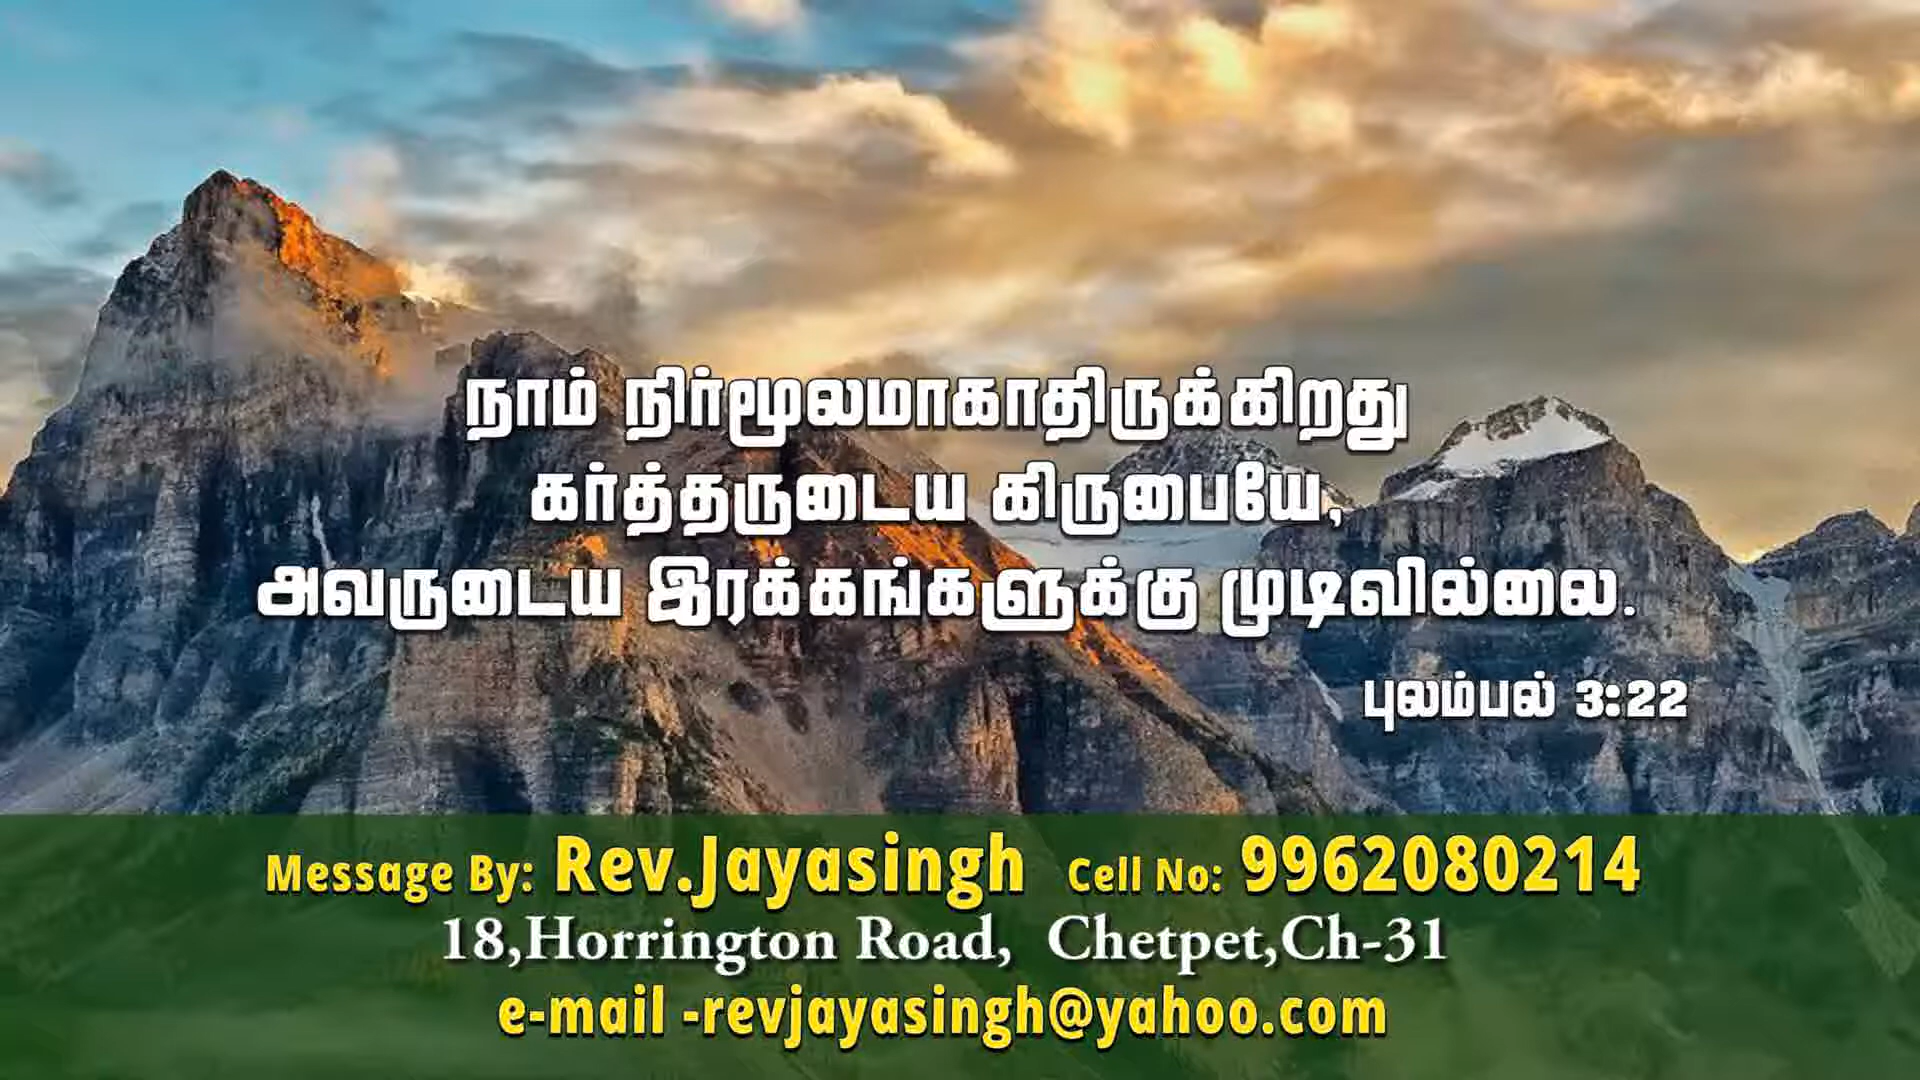 நாம் நிர்மூலமாகாதிருக்கிறது
கர்த்தருடைய கிருபையே,
அவருடைய இரக்கங்களுக்கு முடிவில்லை.
புலம்பல் 3:22
Message By: Rev.Jayasingh Cell No: 9962080214
18,Horrington Road, Chetpet,Ch-31
e-mail -revjayasingh@yahoo.com